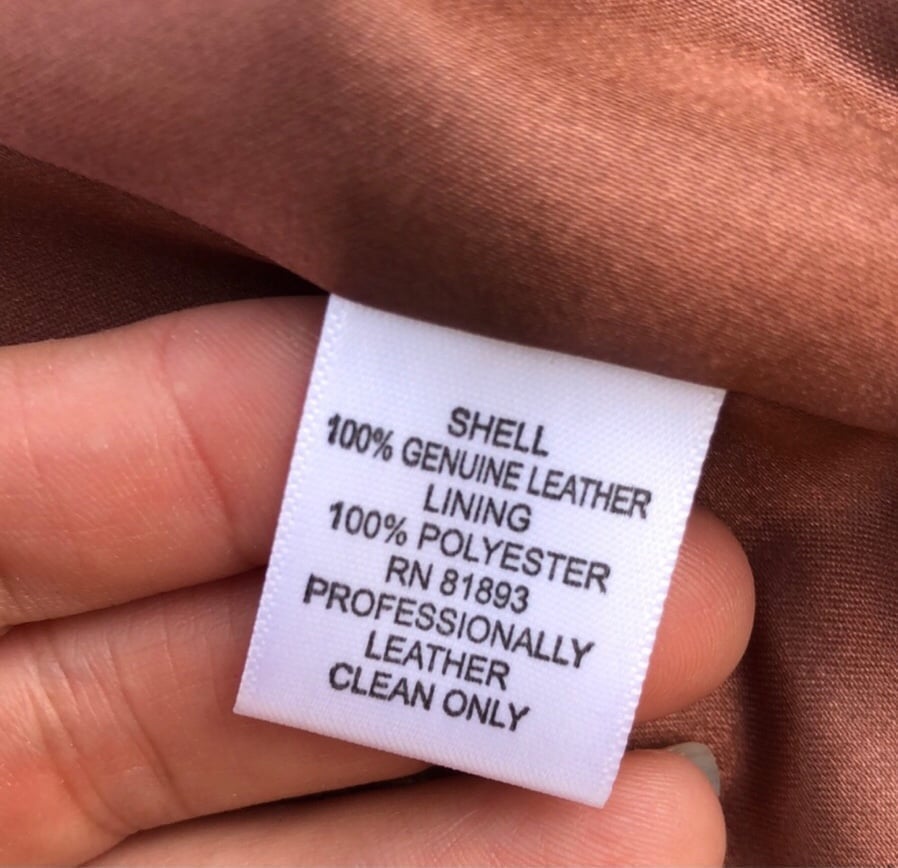 SHELL
100% GENUINE LEATHER
LINING
100% POLYESTER
RN 81893
PROFESSIONALLY
LEATHER
CLEAN ONLY